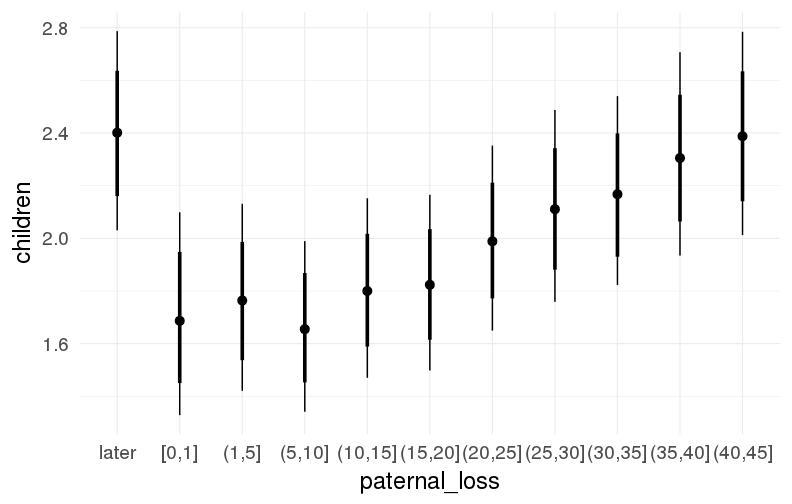 2.8
2.4
2.0
1.6
children
later [0,1] (1,5] (5,10] (10,15] (15,20] (20,25] (25,30] (30,35] (35,40] (40,45]
paternal_loss